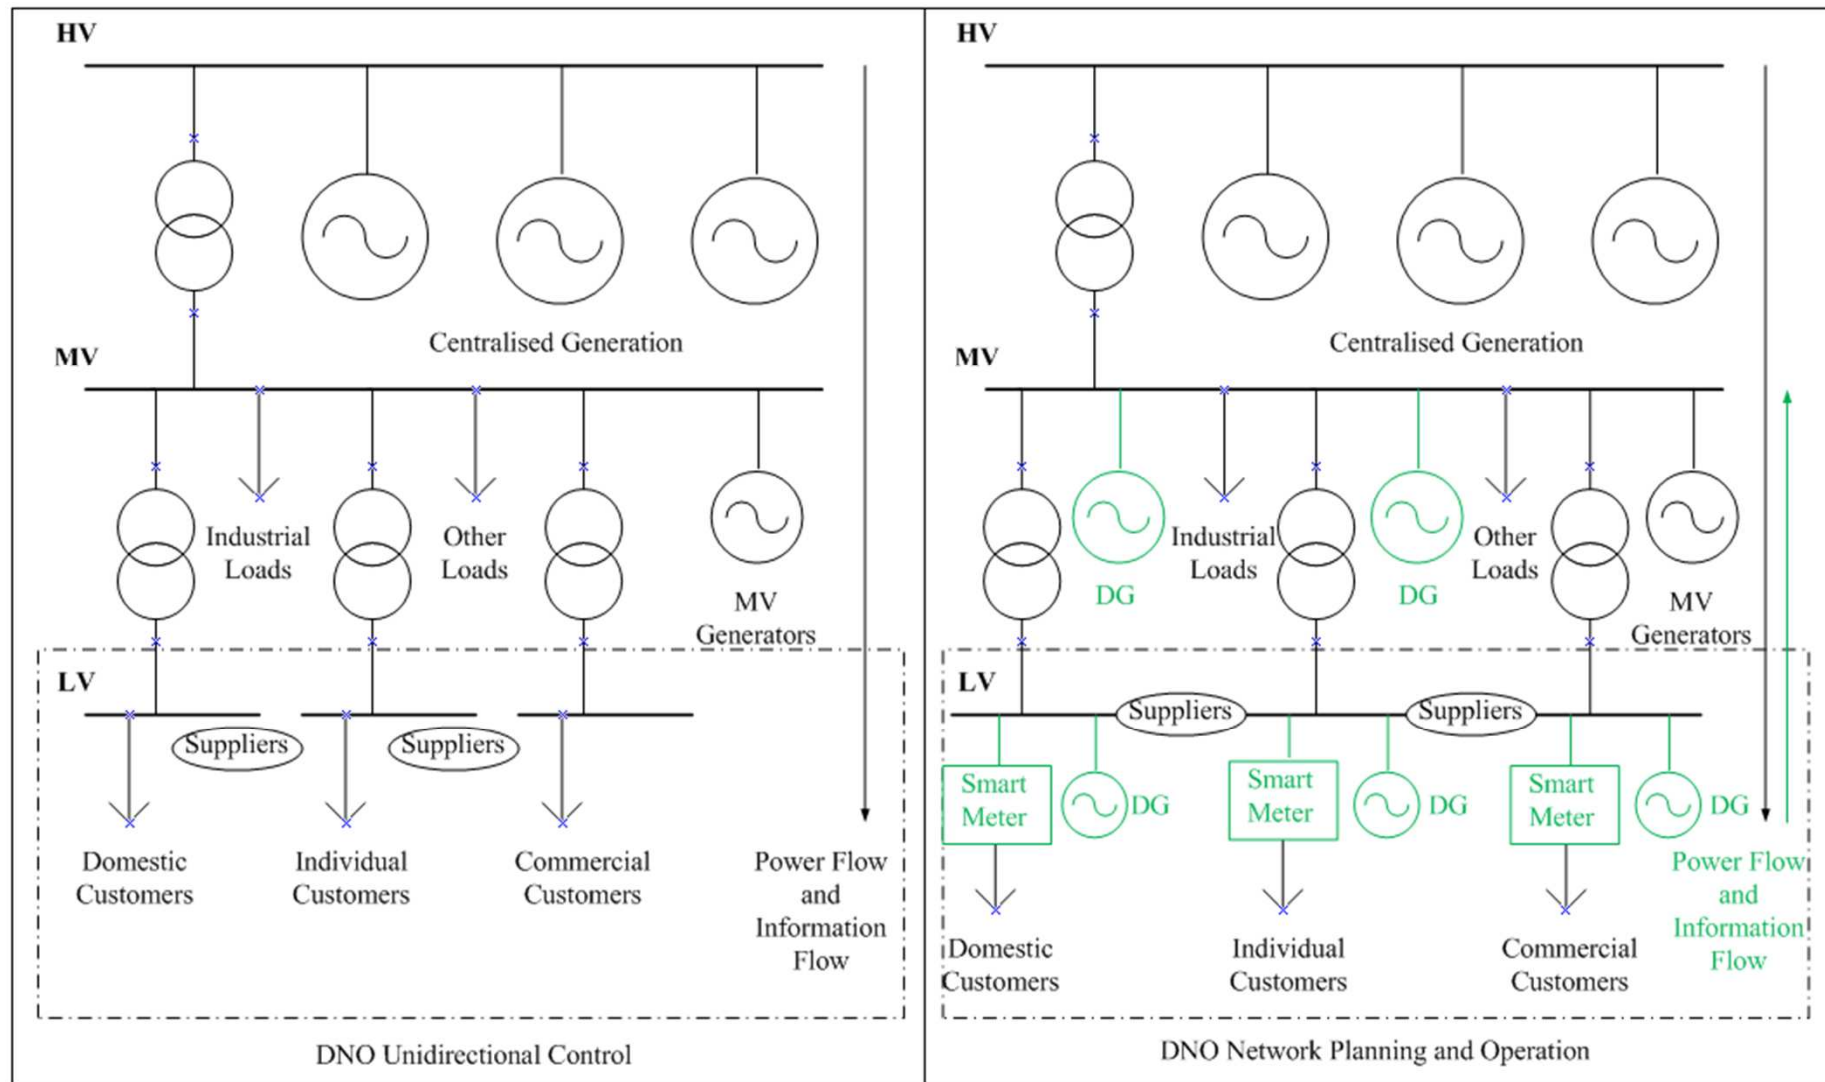 HV
Centralised Generation
MV
Industrial
Loads
Other
Loads
MV
Generators
LV
Suppliers
Suppliers
Domestic
Customers
Individual
Customers
Commercial
Customers
Power Flow
and
Information
Flow
DNO Unidirectional Control
HV
Centralised Generation
MV
DG
Industrial
Loads
DG
Other
Loads
MV
Generators
LV
Suppliers
Suppliers
Smart
Meter
DG
Smart
Meter
DG
Smart
Meter
DG
Domestic
Customers
Individual
Customers
Commercial
Customers
Power Flow
and
Information
Flow
DNO Network Planning and Operation